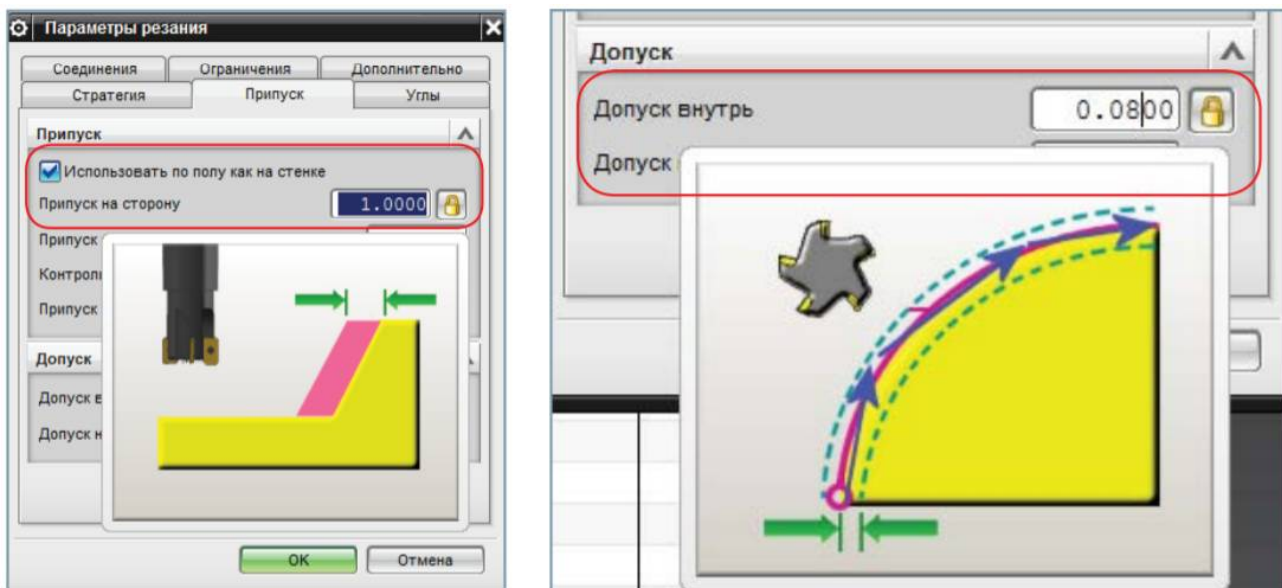 Параметры резания
Соединения Ограничения Дополнительно
Стратегия Припуск Углы
Припуск
Использовать по полу как на стенке
Припуск на сторону 1.0000
Припуск
Контрол
Припуск
Допуск
Допуск в
Допуск н
OK Отмена
Допуск
Допуск внутрь 0.0800
Допуск